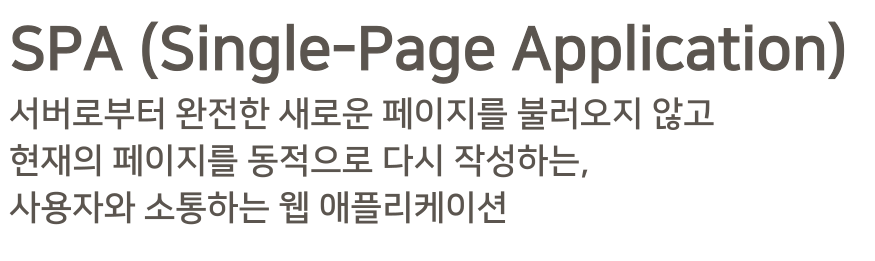 SPA (Single-Page Application)
서버로부터 완전한 새로운 페이지를 불러오지 않고
현재의 페이지를 동적으로 다시 작성하는,
사용자와 소통하는 웹 애플리케이션